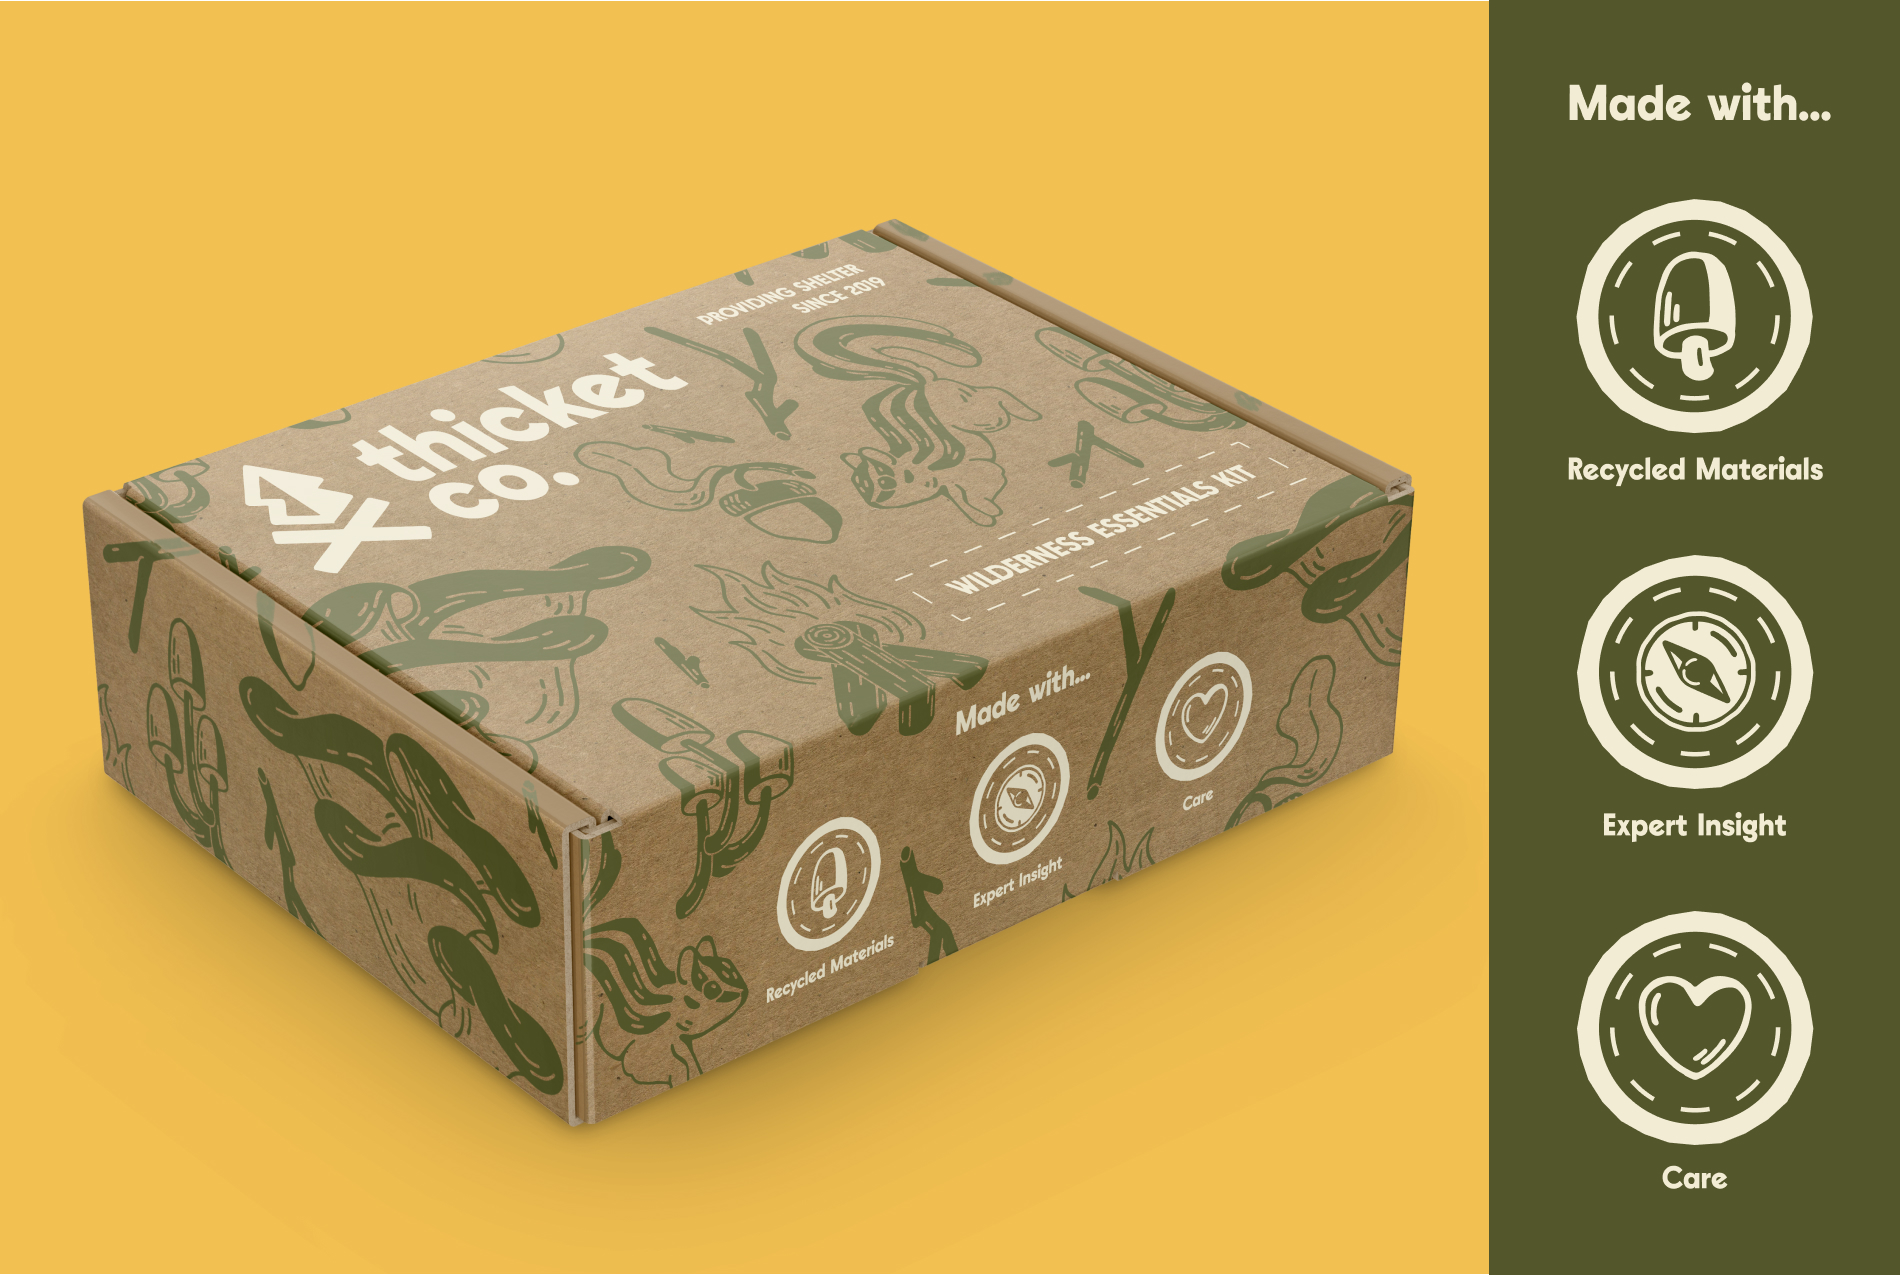 PROVIDING SHELTER
SINCE 2019
thicket
co.
WILDERNESS ESSENTIALS KIT
Made with...
Recycled Materials
Expert Insight
Care
Made with...
Recycled Materials
Expert Insight
Care